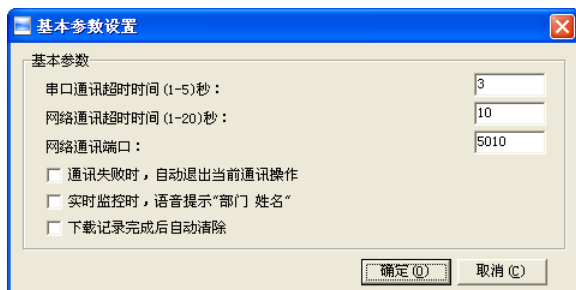 基本参数设置
基本参数
串口通讯超时时间(1-5)秒： 3
网络通讯超时时间(1-20)秒： 10
网络通讯端口： 5010
通讯失败时，自动退出当前通讯操作
实时监控时，语音提示“部门 姓名”
下载记录完成后自动清除
确定(O) 取消(C)